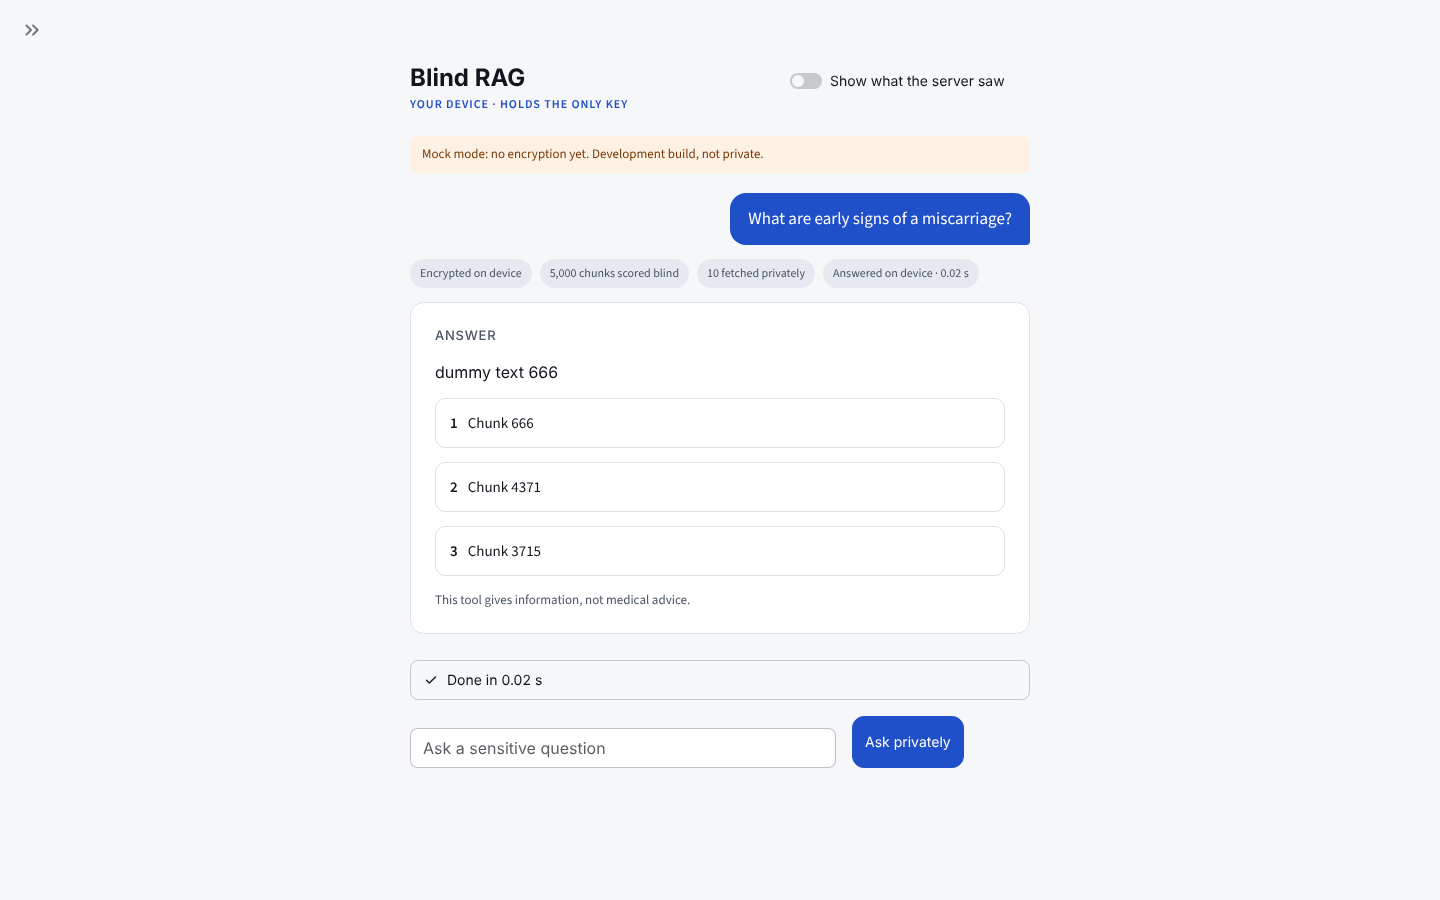 Blind RAG
Show what the server saw
YOUR DEVICE · HOLDS THE ONLY KEY
Mock mode: no encryption yet. Development build, not private.
What are early signs of a miscarriage?
Encrypted on device
5,000 chunks scored blind
10 fetched privately
Answered on device · 0.02 s
ANSWER
dummy text 666
1 Chunk 666
2 Chunk 4371
3 Chunk 3715
This tool gives information, not medical advice.
Done in 0.02 s
Ask a sensitive question
Ask privately